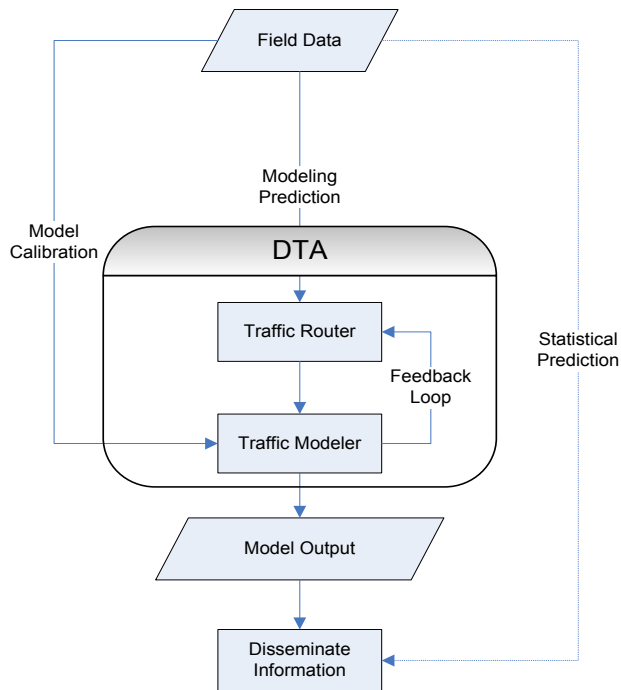 Field Data
Modeling
Prediction
Model
Calibration
DTA
Traffic Router
Statistical
Prediction
Feedback
Loop
Traffic Modeler
Model Output
Disseminate
Information